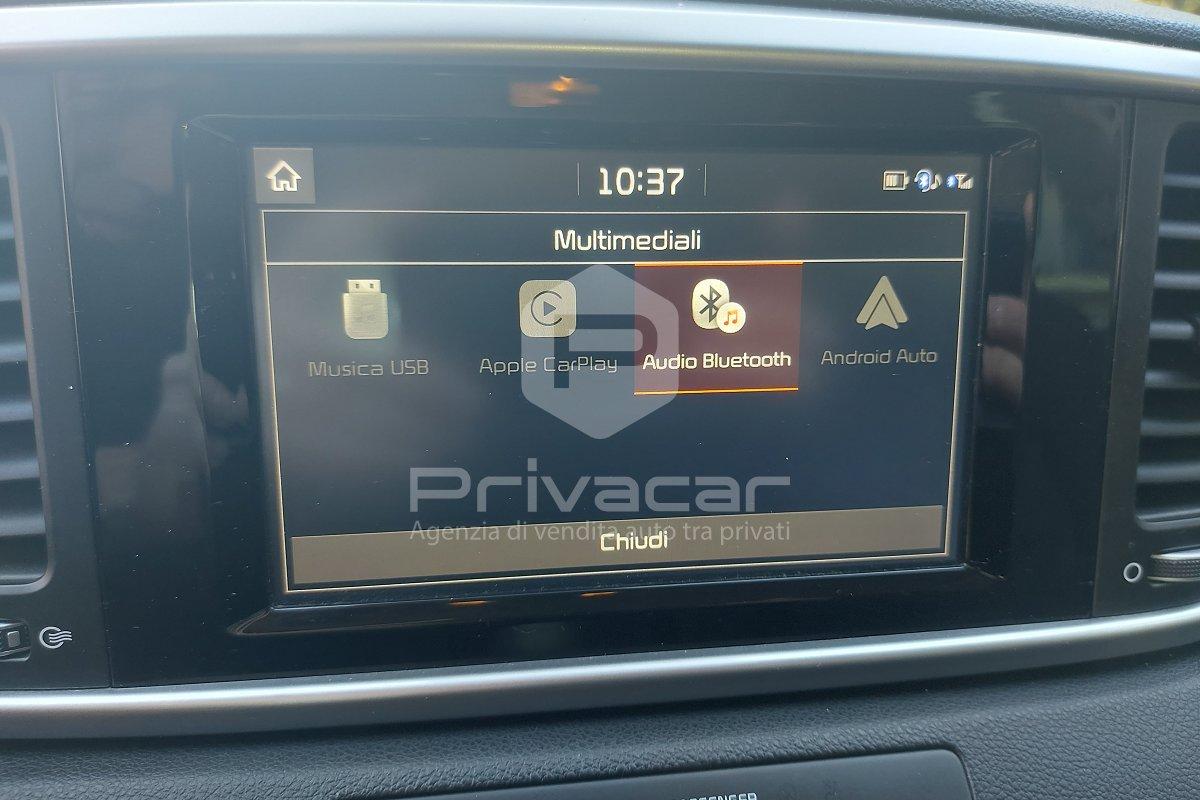 10:37
Multimediali
Musica USB
Apple CarPlay
Audio Bluetooth
Android Auto
Privacar
Agenzia di vendita auto tra privati
Chiudi